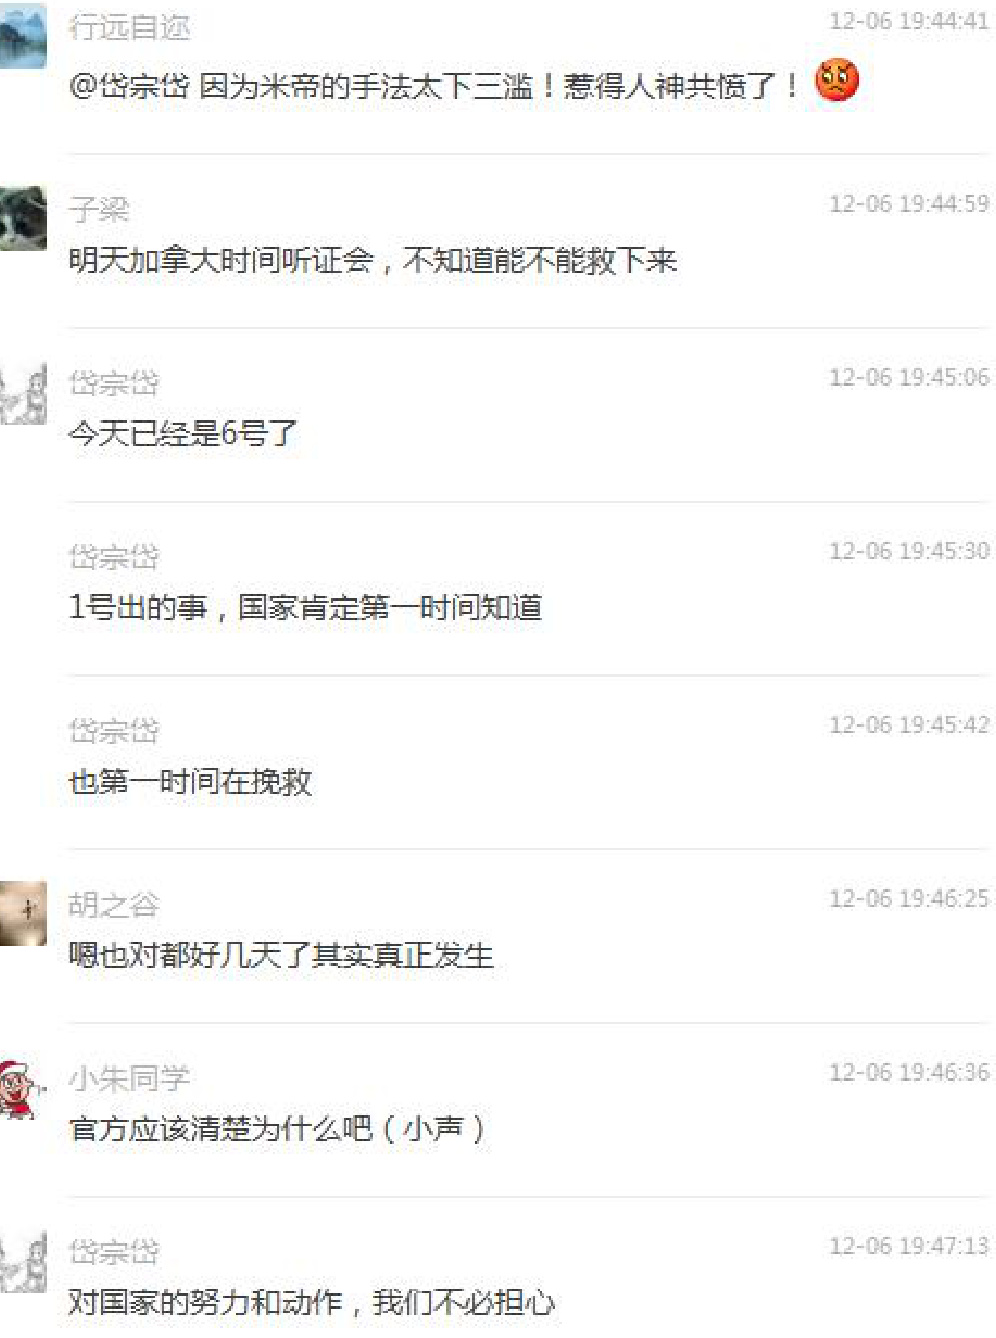 行远自迩
12-06 19:44:41
@岱宗岱 因为米帝的手法太下三滥！惹得人神共愤了！
子梁
12-06 19:44:59
明天加拿大时间听证会，不知道能不能救下来
岱宗岱
12-06 19:45:06
今天已经是6号了
岱宗岱
12-06 19:45:30
1号出的事，国家肯定第一时间知道
岱宗岱
12-06 19:45:42
也第一时间在挽救
胡之谷
12-06 19:46:25
嗯也对都好几天了其实真正发生
小朱同学
12-06 19:46:36
官方应该清楚为什么吧（小声）
岱宗岱
12-06 19:47:13
对国家的努力和动作，我们不必担心